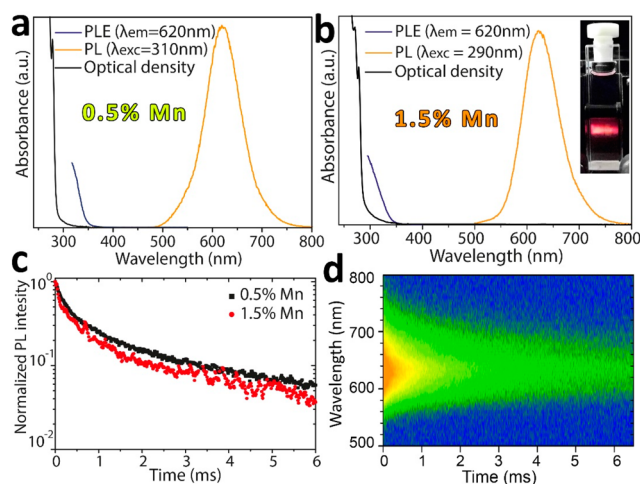 a
PLE (λem=620nm)
PL (λexc=310nm)
Optical density
0.5% Mn
Absorbance (a.u.)
300 400 500 600 700 800
Wavelength (nm)
b
PLE (λem = 620nm)
PL (λexc = 290nm)
Optical density
1.5% Mn
Absorbance (a.u.)
300 400 500 600 700 800
Wavelength (nm)
c
0.5% Mn
1.5% Mn
Normalized PL intesity
10⁰
10⁻¹
10⁻²
0 1 2 3 4 5 6
Time (ms)
d
Wavelength (nm)
800
700
600
500
0 1 2 3 4 5 6
Time (ms)